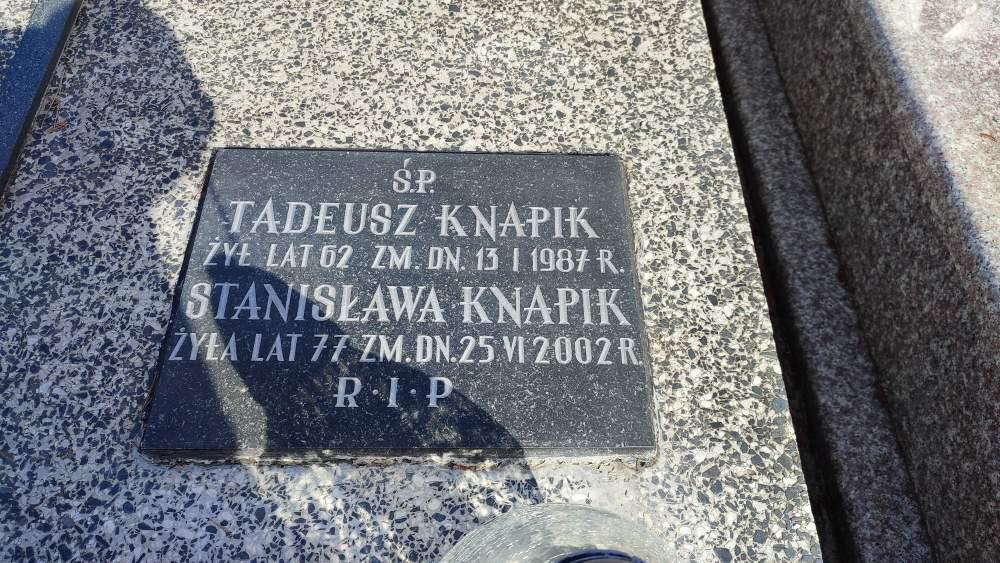 Ś.P.
TADEUSZ KNAPIK
ŻYŁ LAT 62 ZM. DN. 13 I 1987 R.
STANISŁAWA KNAPIK
ŻYŁA LAT 77 ZM. DN. 25 VI 2002 R.
R·I·P